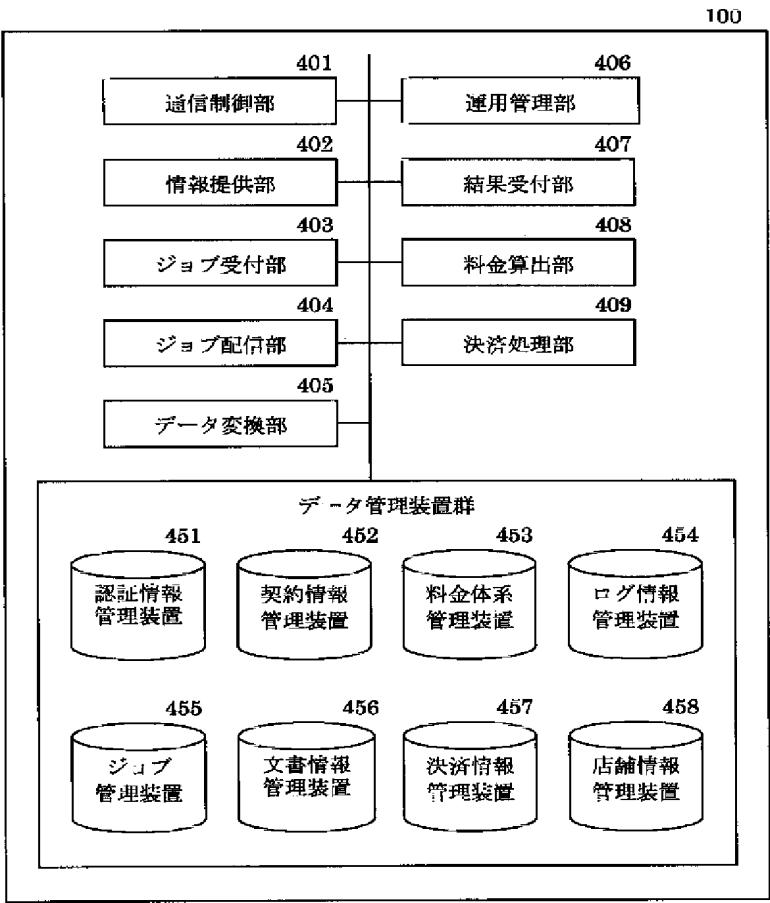 100
401
通信制御部
406
運用管理部
402
情報提供部
407
結果受付部
403
ジョブ受付部
408
料金算出部
404
ジョブ配信部
409
決済処理部
405
データ変換部
データ管理装置群
451
認証情報
管理装置
452
契約情報
管理装置
453
料金体系
管理装置
454
ログ情報
管理装置
455
ジョブ
管理装置
456
文書情報
管理装置
457
決済情報
管理装置
458
店舗情報
管理装置